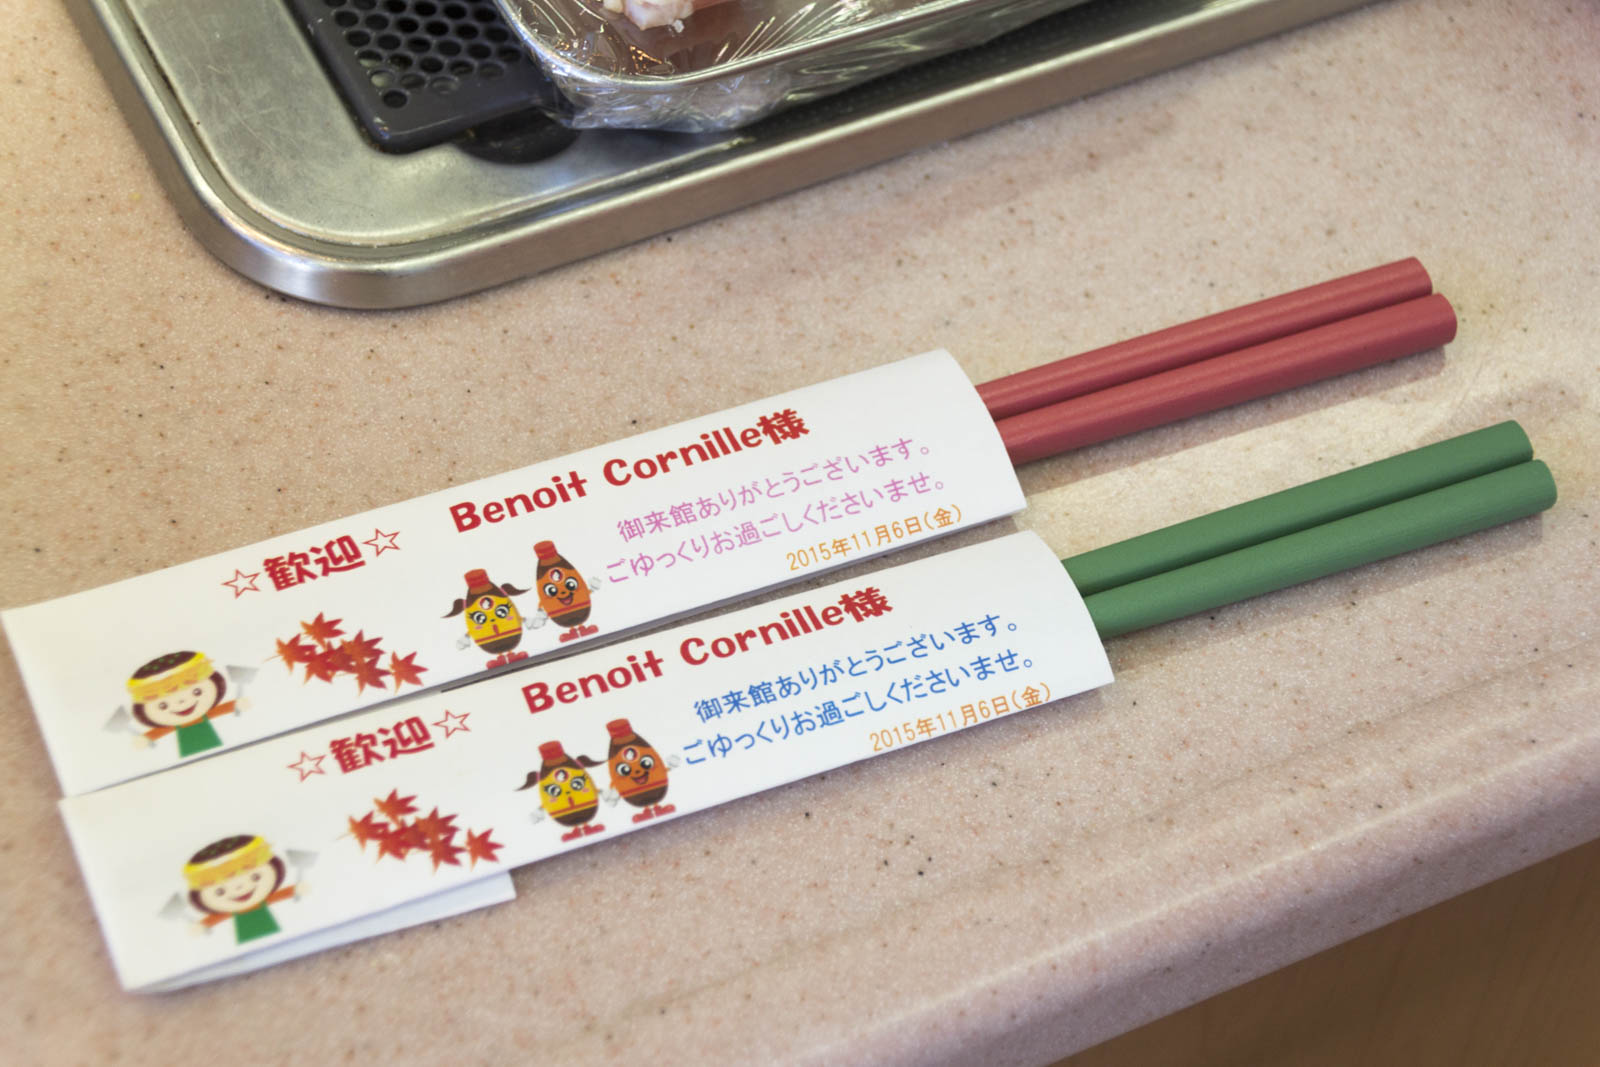 ☆歓迎☆
Benoit Cornille様
御来館ありがとうございます。
ごゆっくりお過ごしくださいませ。
2015年11月6日(金)
☆歓迎☆
Benoit Cornille様
御来館ありがとうございます。
ごゆっくりお過ごしくださいませ。
2015年11月6日(金)